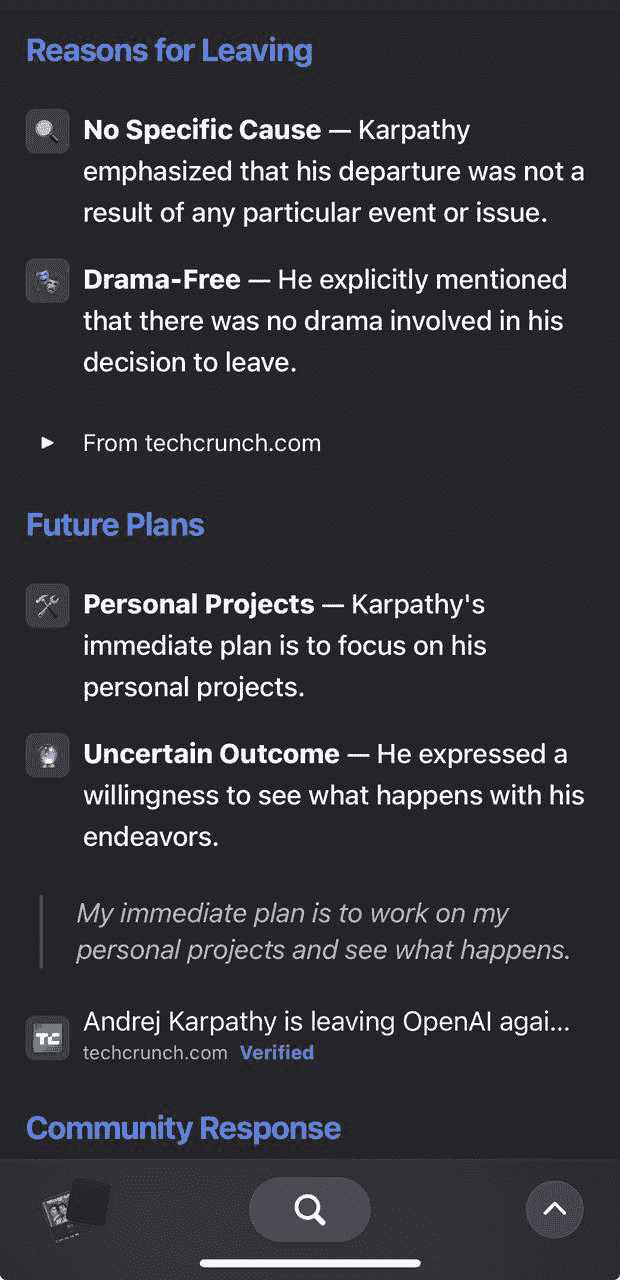 Reasons for Leaving
No Specific Cause — Karpathy
emphasized that his departure was not a
result of any particular event or issue.
Drama-Free — He explicitly mentioned
that there was no drama involved in his
decision to leave.
From techcrunch.com
Future Plans
Personal Projects — Karpathy's
immediate plan is to focus on his
personal projects.
Uncertain Outcome — He expressed a
willingness to see what happens with his
endeavors.
My immediate plan is to work on my
personal projects and see what happens.
TC
Andrej Karpathy is leaving OpenAI agai...
techcrunch.com Verified
Community Response